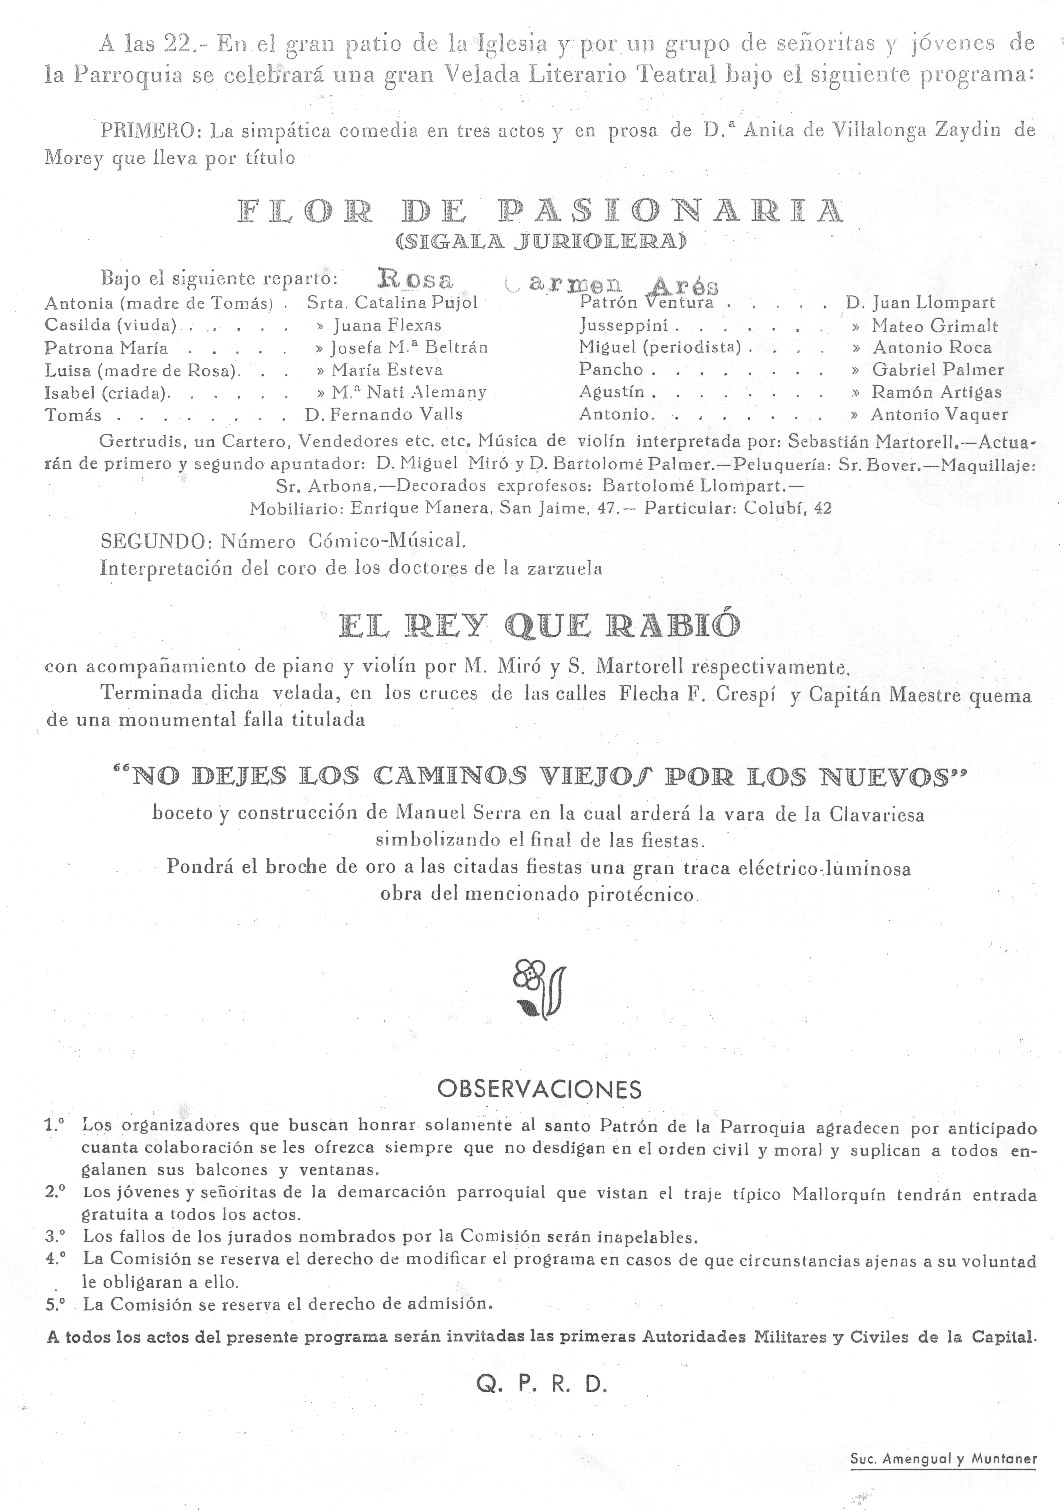 A las 22.- En el gran patio de la Iglesia y por un grupo de señoritas y jóvenes de
la Parroquia se celebrará una gran Velada Literario Teatral bajo el siguiente programa:
PRIMERO: La simpática comedia en tres actos y en prosa de D.ª Anita de Villalonga Zaydin de
Morey que lleva por título
FLOR DE PASIONARIA
(SIGALA JURIOLERA)
Bajo el siguiente reparto: Rosa Carmen Arés
Antonia (madre de Tomás) . Srta. Catalina Pujol Patrón Ventura . . . . . D. Juan Llompart
Casilda (viuda) . . . . . . » Juana Flexas Jusseppini . . . . . . . » Mateo Grimalt
Patrona María . . . . . » Josefa M.ª Beltrán Miguel (periodista) . . . . » Antonio Roca
Luisa (madre de Rosa). . . » María Esteva Pancho . . . . . . . . » Gabriel Palmer
Isabel (criada). . . . . . » M.ª Nati Alemany Agustín . . . . . . . . » Ramón Artigas
Tomás . . . . . . . . D. Fernando Valls Antonio. . . . . . . . » Antonio Vaquer
Gertrudis, un Cartero, Vendedores etc. etc. Música de violín interpretada por: Sebastián Martorell.—Actua-
rán de primero y segundo apuntador: D. Miguel Miró y D. Bartolomé Palmer.—Peluquería: Sr. Bover.—Maquillaje:
Sr. Arbona.—Decorados exprofesos: Bartolomé Llompart.—
Mobiliario: Enrique Manera, San Jaime, 47.— Particular: Colubí, 42
SEGUNDO: Número Cómico-Músical.
Interpretación del coro de los doctores de la zarzuela
EL REY QUE RABIÓ
con acompañamiento de piano y violín por M. Miró y S. Martorell respectivamente.
Terminada dicha velada, en los cruces de las calles Flecha F. Crespí y Capitán Maestre quema
de una monumental falla titulada
“NO DEJES LOS CAMINOS VIEJOS POR LOS NUEVOS”
boceto y construcción de Manuel Serra en la cual arderá la vara de la Clavariesa
simbolizando el final de las fiestas.
Pondrá el broche de oro a las citadas fiestas una gran traca eléctrico-luminosa
obra del mencionado pirotécnico.
OBSERVACIONES
1.º Los organizadores que buscan honrar solamente al santo Patrón de la Parroquia agradecen por anticipado
cuanta colaboración se les ofrezca siempre que no desdigan en el orden civil y moral y suplican a todos en-
galanen sus balcones y ventanas.
2.º Los jóvenes y señoritas de la demarcación parroquial que vistan el traje típico Mallorquín tendrán entrada
gratuita a todos los actos.
3.º Los fallos de los jurados nombrados por la Comisión serán inapelables.
4.º La Comisión se reserva el derecho de modificar el programa en casos de que circunstancias ajenas a su voluntad
le obligaran a ello.
5.º La Comisión se reserva el derecho de admisión.
A todos los actos del presente programa serán invitadas las primeras Autoridades Militares y Civiles de la Capital.
Q. P. R. D.
Suc. Amengual y Muntaner